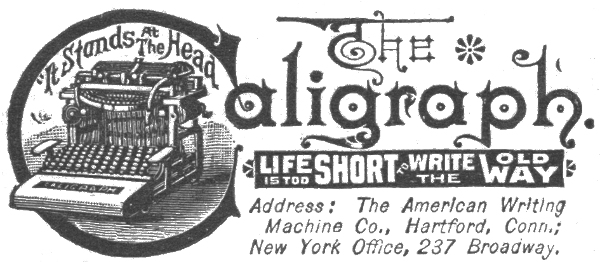 "It Stands At The Head
CALIGRAPH
The
Caligraph.
LIFE IS TOO SHORT TO WRITE THE OLD WAY
Address: The American Writing
Machine Co., Hartford, Conn.;
New York Office, 237 Broadway.